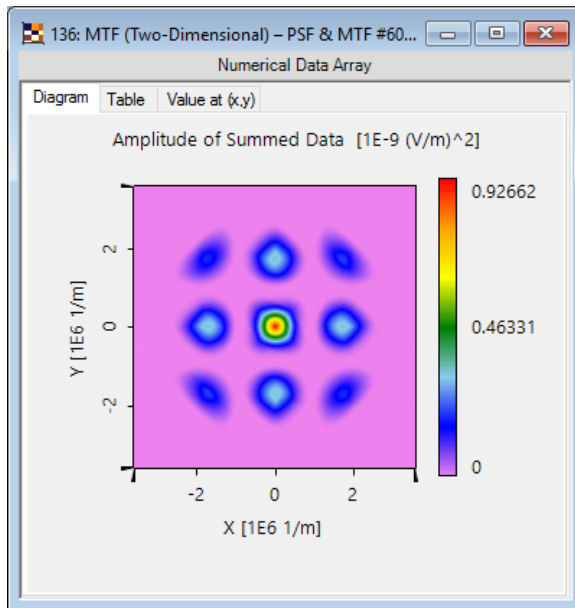 136: MTF (Two-Dimensional) – PSF & MTF #60...
Numerical Data Array
Diagram Table Value at (x,y)
Amplitude of Summed Data [1E-9 (V/m)^2]
0.92662
0.46331
0
Y [1E6 1/m]
2
0
-2
-2 0 2
X [1E6 1/m]